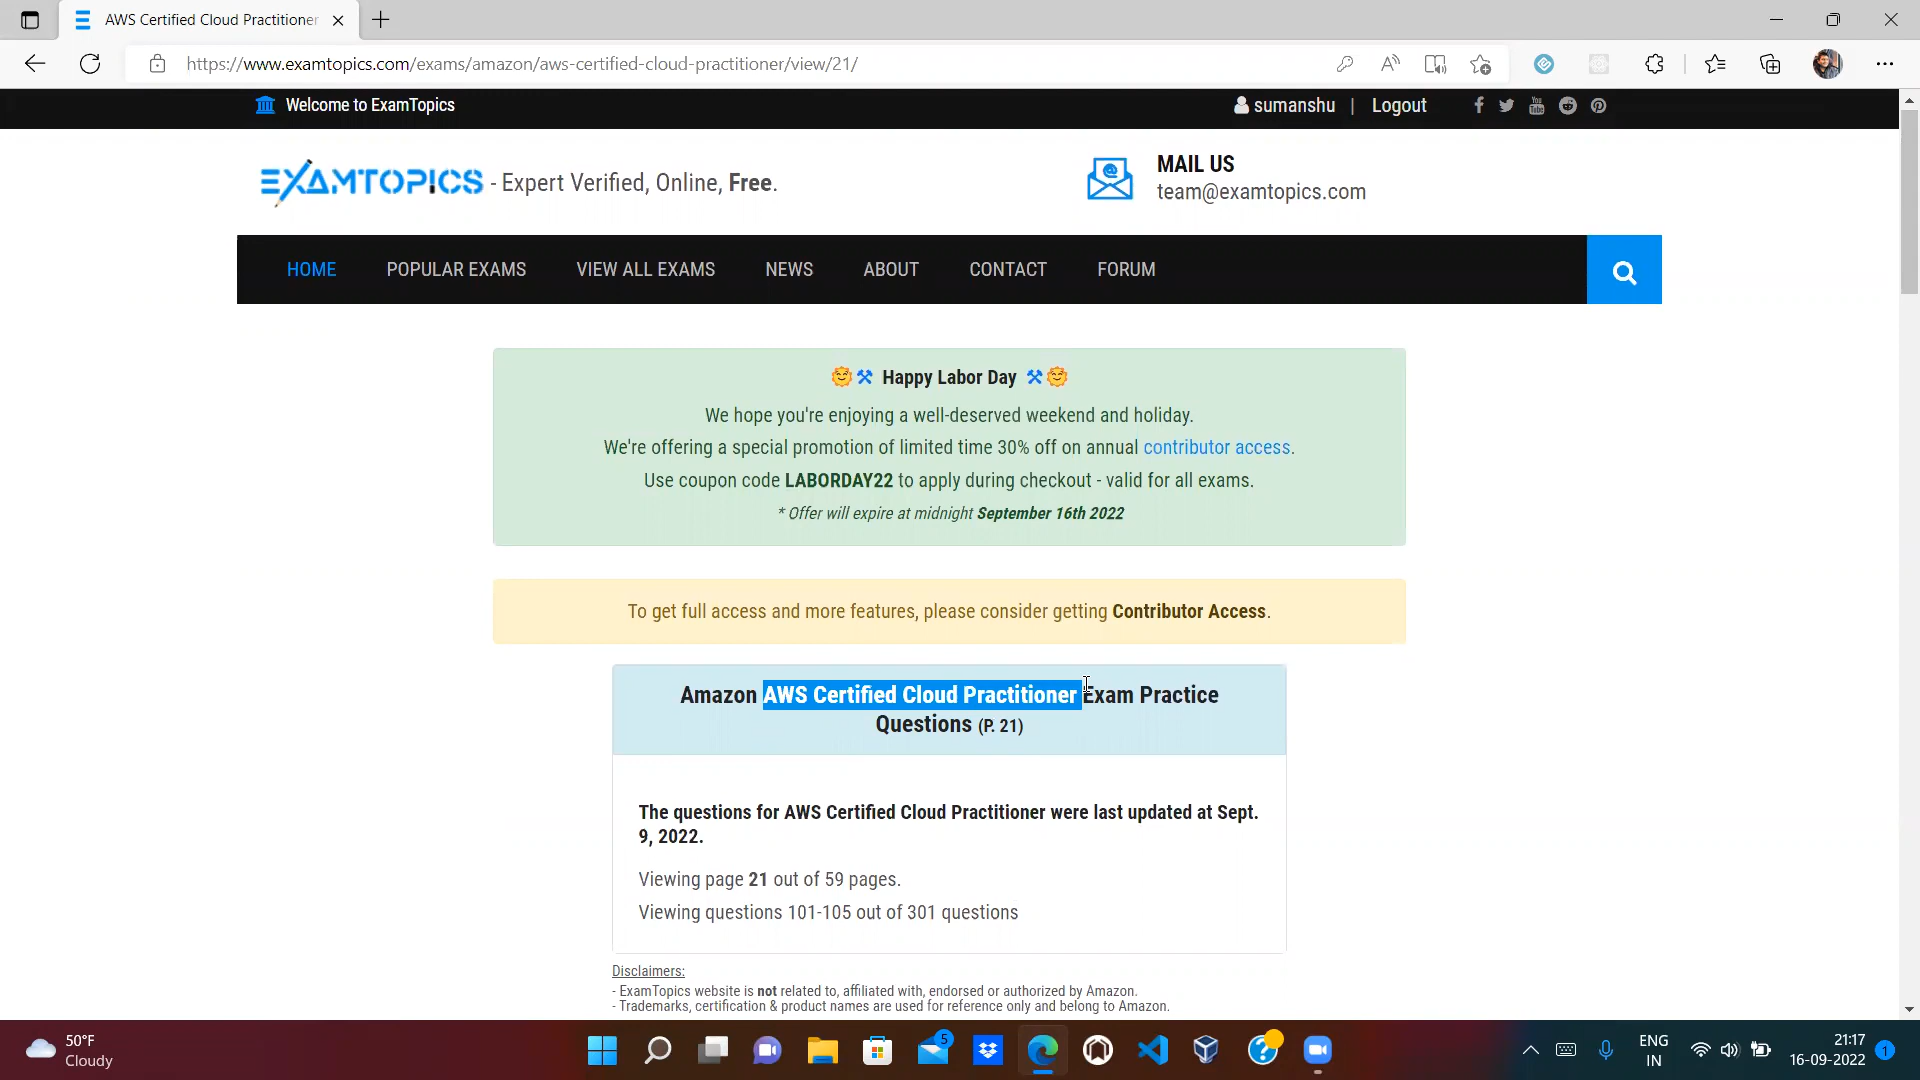 AWS Certified Cloud Practitioner
https://www.examtopics.com/exams/amazon/aws-certified-cloud-practitioner/view/21/
Welcome to ExamTopics
sumanshu | Logout
EXAMTOPICS - Expert Verified, Online, Free.
MAIL US
team@examtopics.com
HOME POPULAR EXAMS VIEW ALL EXAMS NEWS ABOUT CONTACT FORUM
Happy Labor Day
We hope you're enjoying a well-deserved weekend and holiday.
We're offering a special promotion of limited time 30% off on annual contributor access.
Use coupon code LABORDAY22 to apply during checkout - valid for all exams.
* Offer will expire at midnight September 16th 2022
To get full access and more features, please consider getting Contributor Access.
Amazon AWS Certified Cloud Practitioner Exam Practice
Questions (P. 21)
The questions for AWS Certified Cloud Practitioner were last updated at Sept.
9, 2022.
Viewing page 21 out of 59 pages.
Viewing questions 101-105 out of 301 questions
Disclaimers:
- ExamTopics website is not related to, affiliated with, endorsed or authorized by Amazon.
- Trademarks, certification & product names are used for reference only and belong to Amazon.
50°F
Cloudy
5
ENG
IN
21:17
16-09-2022
1